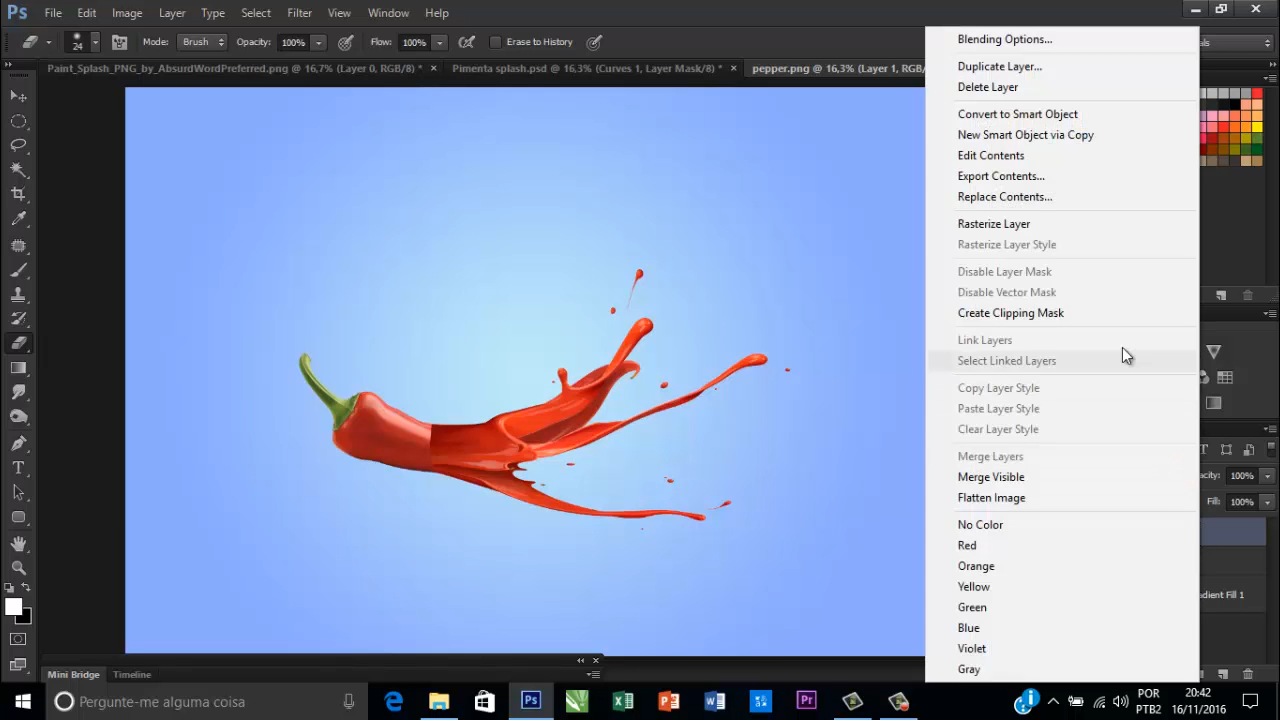 Ps File Edit Image Layer Type Select Filter View Window Help
24 Mode: Brush Opacity: 100% Flow: 100% Erase to History
Paint_Splash_PNG_by_AbsurdWordPreferred.png @ 16,7% (Layer 0, RGB/8) * × Pimenta splash.psd @ 16,3% (Curves 1, Layer Mask/8) * × pepper.png @ 16,3% (Layer 1, RGB/
Blending Options...
Duplicate Layer...
Delete Layer
Convert to Smart Object
New Smart Object via Copy
Edit Contents
Export Contents...
Replace Contents...
Rasterize Layer
Rasterize Layer Style
Disable Layer Mask
Disable Vector Mask
Create Clipping Mask
Link Layers
Select Linked Layers
Copy Layer Style
Paste Layer Style
Clear Layer Style
Merge Layers
Merge Visible
Flatten Image
No Color
Red
Orange
Yellow
Green
Blue
Violet
Gray
als
pacity: 100%
Fill: 100%
adient Fill 1
Mini Bridge Timeline
Pergunte-me alguma coisa
POR
PTB2
20:42
16/11/2016